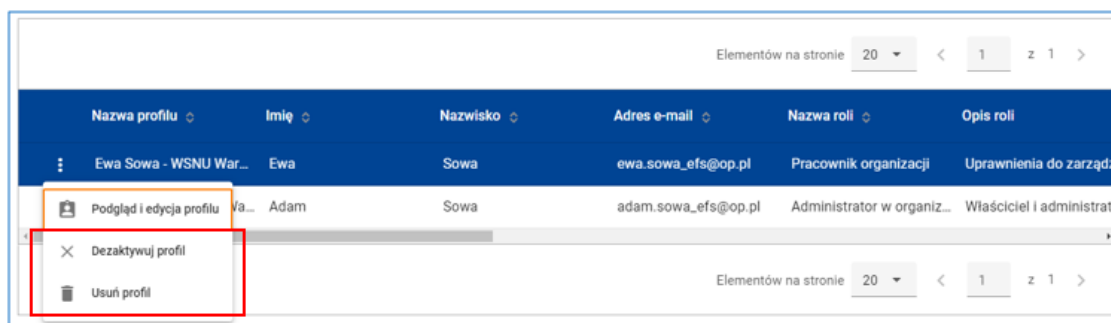 Elementów na stronie 20 1 z 1
Nazwa profilu Imię Nazwisko Adres e-mail Nazwa roli Opis roli
Ewa Sowa - WSNU War... Ewa Sowa ewa.sowa_efs@op.pl Pracownik organizacji Uprawnienia do zarządz
Podgląd i edycja profilu Wa... Adam Sowa adam.sowa_efs@op.pl Administrator w organiz... Właściciel i administrat
Dezaktywuj profil
Usuń profil
Elementów na stronie 20 1 z 1